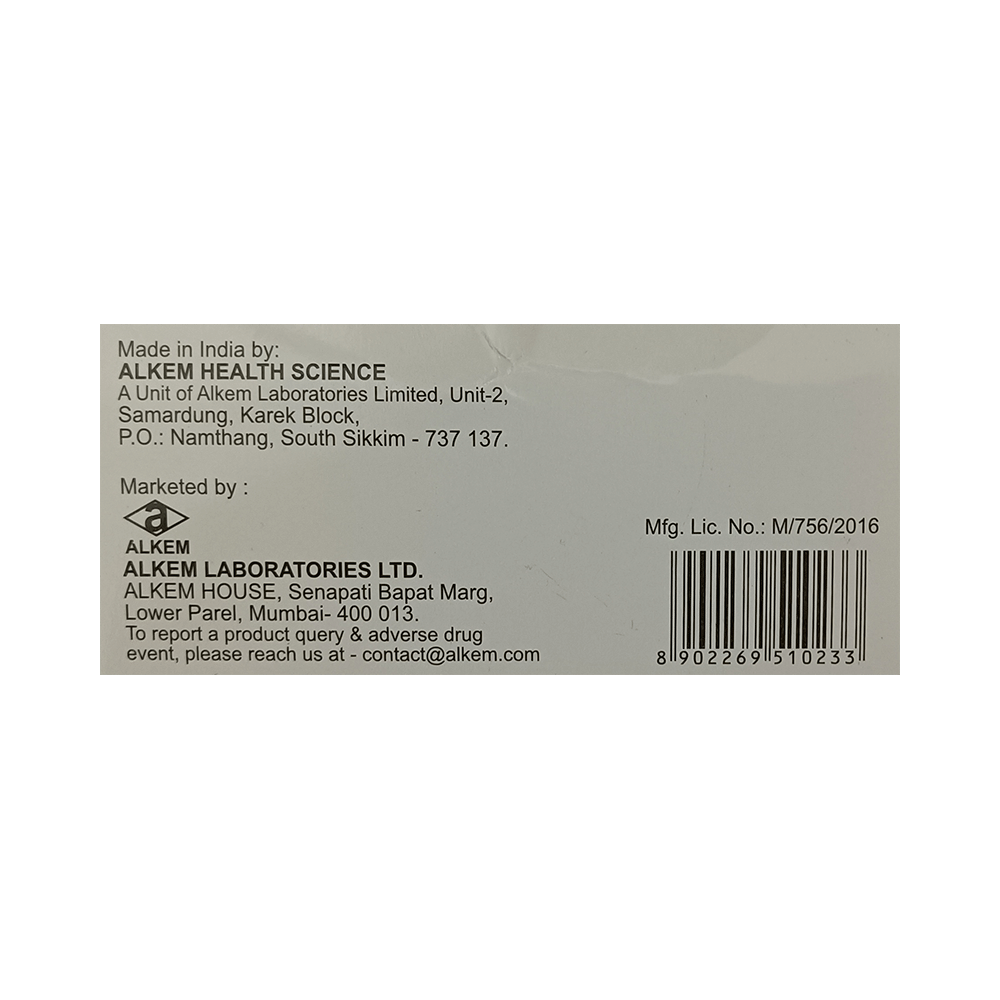 Made in India by:
ALKEM HEALTH SCIENCE
A Unit of Alkem Laboratories Limited, Unit-2,
Samardung, Karek Block,
P.O.: Namthang, South Sikkim - 737 137.
Marketed by :
a
ALKEM
ALKEM LABORATORIES LTD.
ALKEM HOUSE, Senapati Bapat Marg,
Lower Parel, Mumbai- 400 013.
To report a product query & adverse drug
event, please reach us at - contact@alkem.com
Mfg. Lic. No.: M/756/2016
8 902269 510233